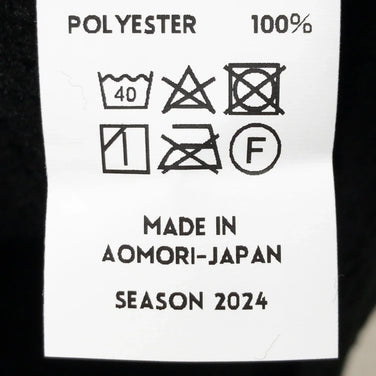 POLYESTER 100%
40
F
MADE IN
AOMORI-JAPAN
SEASON 2024